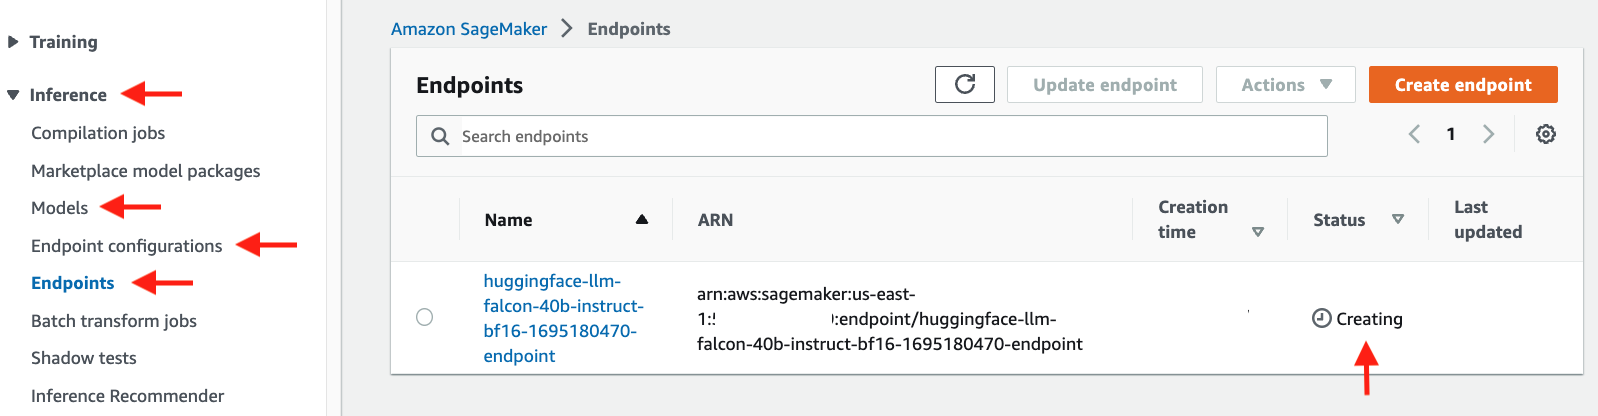 Training
Inference
Compilation jobs
Marketplace model packages
Models
Endpoint configurations
Endpoints
Batch transform jobs
Shadow tests
Inference Recommender
Amazon SageMaker > Endpoints
Endpoints
Update endpoint
Actions
Create endpoint
Search endpoints
1
Name
ARN
Creation
time
Status
Last
updated
huggingface-llm-
falcon-40b-instruct-
bf16-1695180470-
endpoint
arn:aws:sagemaker:us-east-
1: :endpoint/huggingface-llm-
falcon-40b-instruct-bf16-1695180470-endpoint
Creating